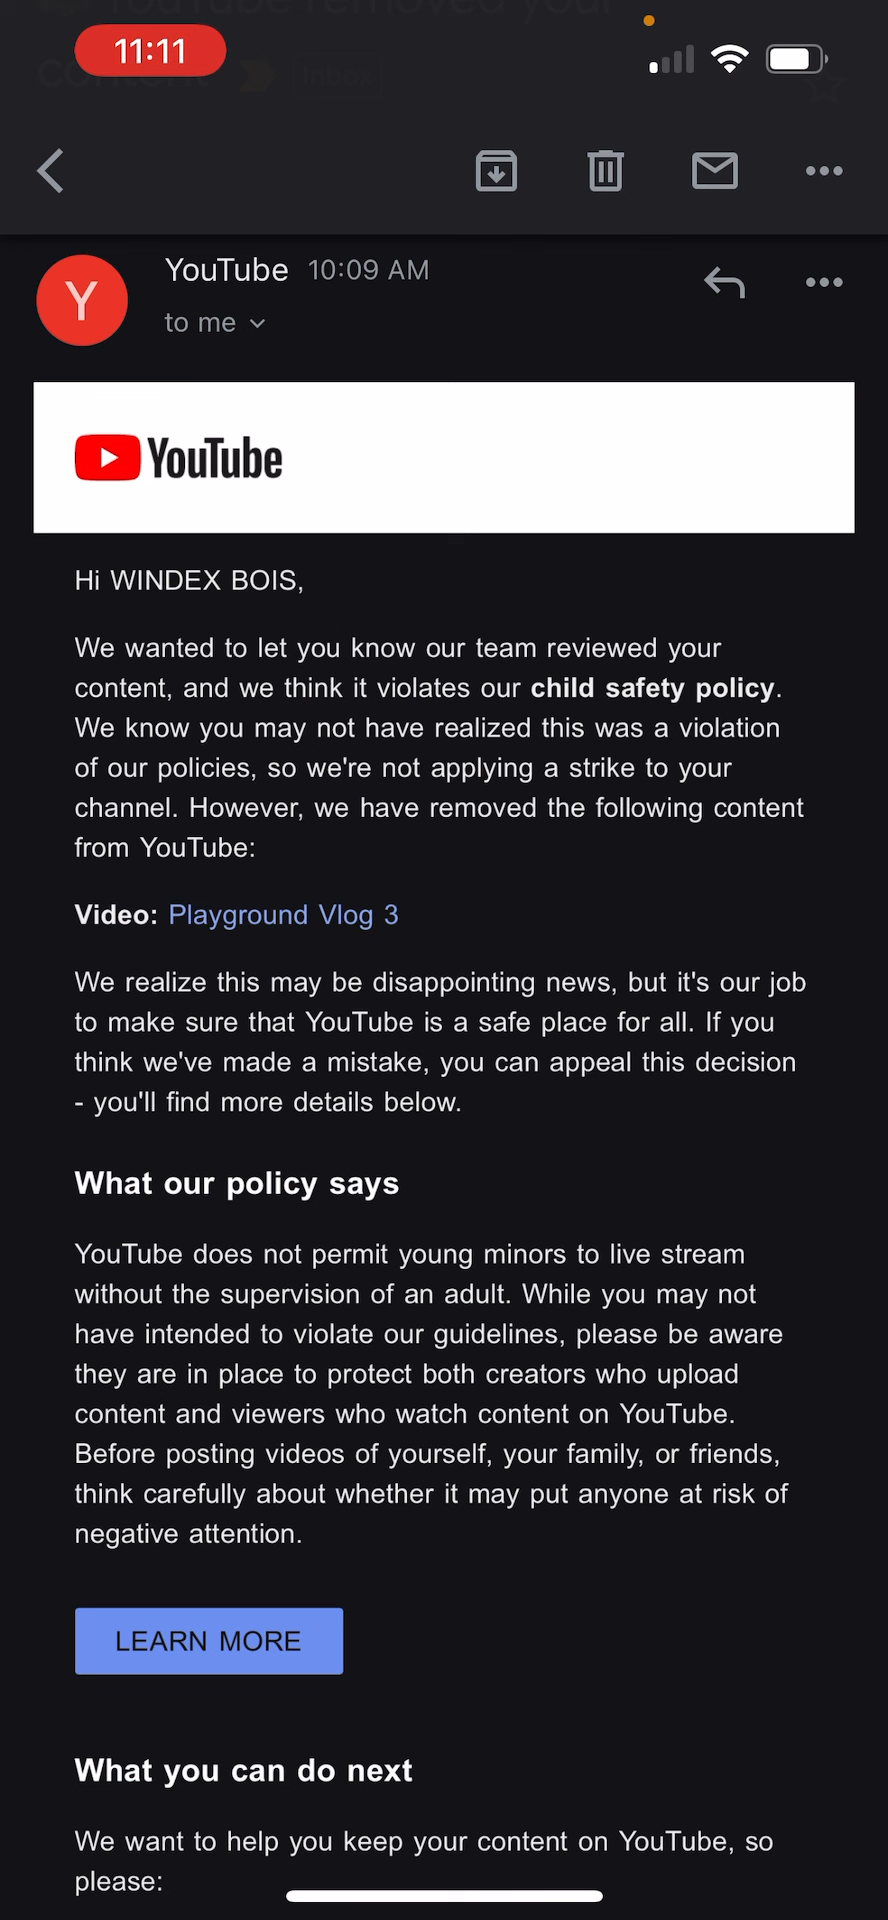 YouTube removed your
content Inbox
11:11
YouTube 10:09 AM
to me
Y
YouTube
Hi WINDEX BOIS,
We wanted to let you know our team reviewed your
content, and we think it violates our child safety policy.
We know you may not have realized this was a violation
of our policies, so we're not applying a strike to your
channel. However, we have removed the following content
from YouTube:
Video: Playground Vlog 3
We realize this may be disappointing news, but it's our job
to make sure that YouTube is a safe place for all. If you
think we've made a mistake, you can appeal this decision
- you'll find more details below.
What our policy says
YouTube does not permit young minors to live stream
without the supervision of an adult. While you may not
have intended to violate our guidelines, please be aware
they are in place to protect both creators who upload
content and viewers who watch content on YouTube.
Before posting videos of yourself, your family, or friends,
think carefully about whether it may put anyone at risk of
negative attention.
LEARN MORE
What you can do next
We want to help you keep your content on YouTube, so
please: